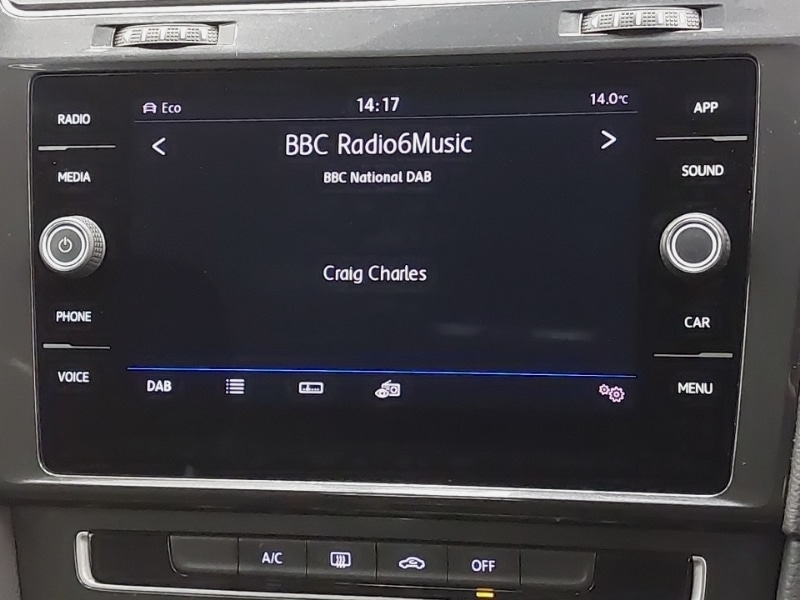 Eco 14:17 14.0°C
RADIO
APP
< BBC Radio6Music >
MEDIA
BBC National DAB
SOUND
Craig Charles
PHONE
CAR
VOICE
DAB
MENU
A/C
OFF